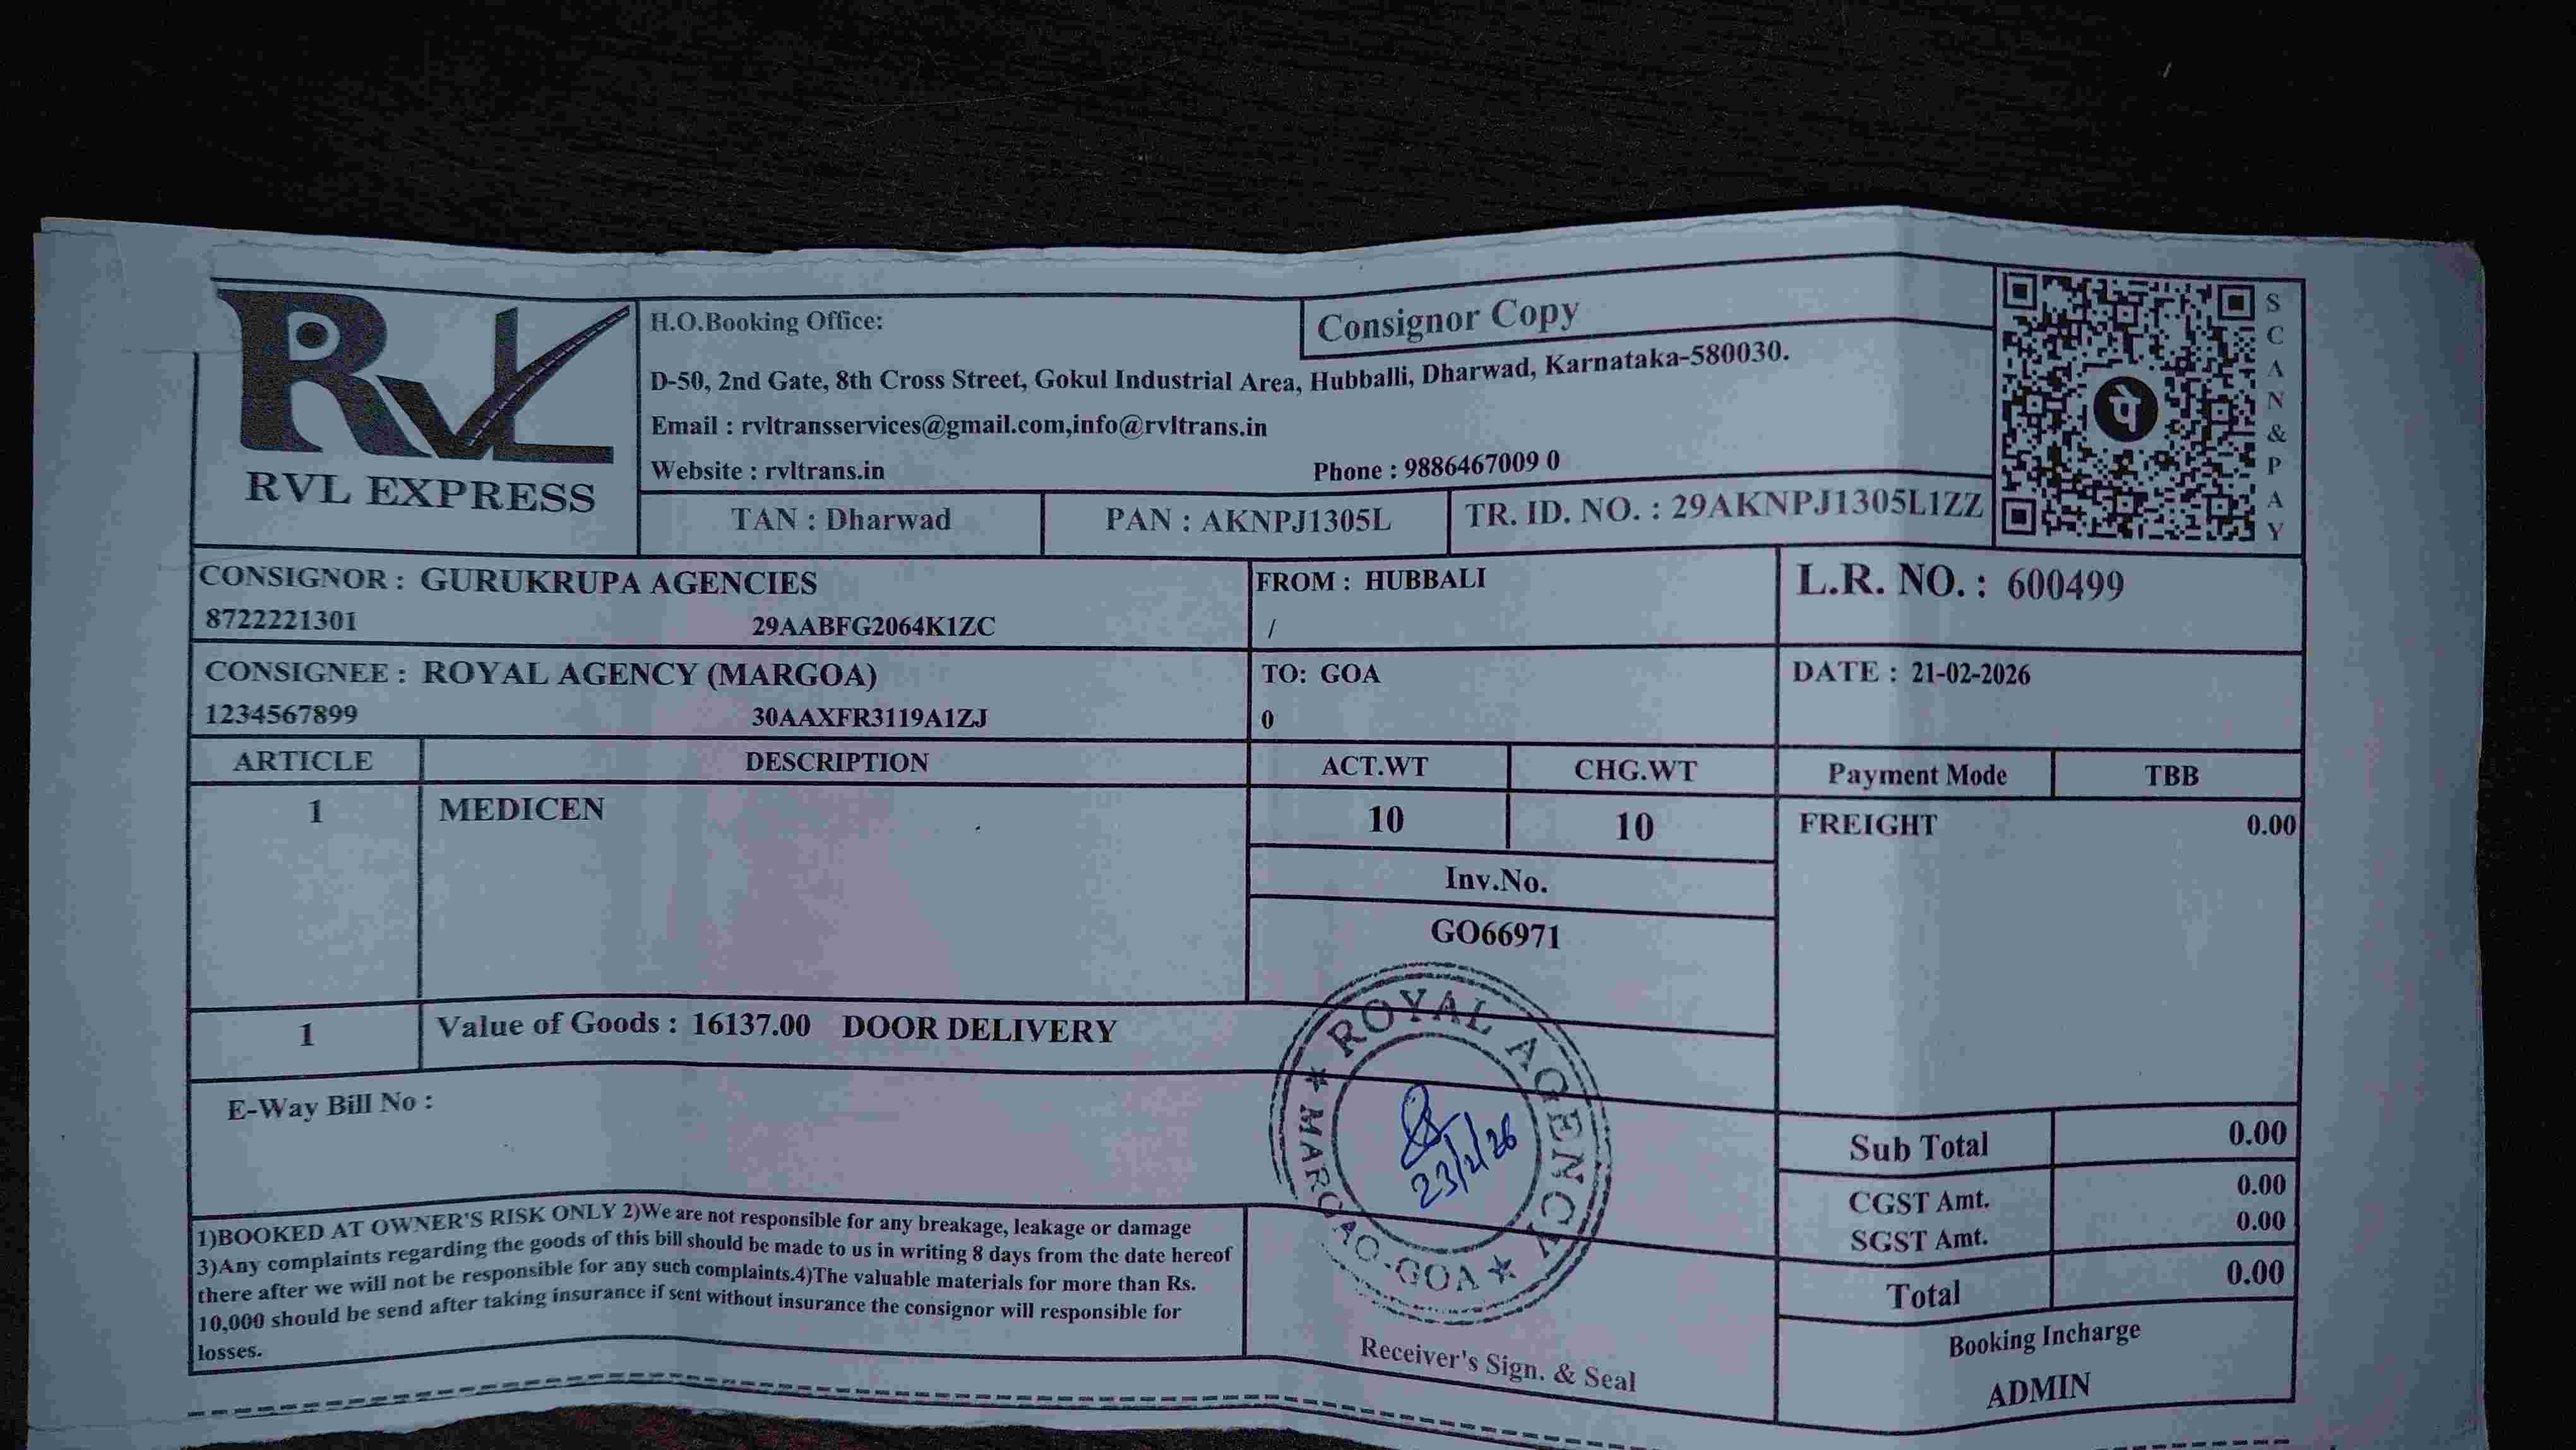 RVL
RVL EXPRESS
H.O.Booking Office:
Consignor Copy
D-50, 2nd Gate, 8th Cross Street, Gokul Industrial Area, Hubballi, Dharwad, Karnataka-580030.
Email : rvltransservices@gmail.com,info@rvltrans.in
Website : rvltrans.in Phone : 9886467009 0
TAN : Dharwad PAN : AKNPJ1305L TR. ID. NO. : 29AKNPJ1305L1ZZ
पे
SCAN&PAY
CONSIGNOR : GURUKRUPA AGENCIES
8722221301 29AABFG2064K1ZC
FROM : HUBBALI
/
L.R. NO. : 600499
CONSIGNEE : ROYAL AGENCY (MARGOA)
1234567899 30AAXFR3119A1ZJ
TO: GOA
0
DATE : 21-02-2026
ARTICLE DESCRIPTION ACT.WT CHG.WT Payment Mode TBB
1 MEDICEN 10 10 FREIGHT 0.00
Inv.No.
GO66971
1 Value of Goods : 16137.00 DOOR DELIVERY
E-Way Bill No :
ROYAL AGENCY
★ MARGAO-GOA ★
23/2/26
Sub Total 0.00
CGST Amt. 0.00
SGST Amt. 0.00
Total 0.00
1)BOOKED AT OWNER'S RISK ONLY 2)We are not responsible for any breakage, leakage or damage
3)Any complaints regarding the goods of this bill should be made to us in writing 8 days from the date hereof
there after we will not be responsible for any such complaints.4)The valuable materials for more than Rs.
10,000 should be send after taking insurance if sent without insurance the consignor will responsible for
losses.
Receiver's Sign. & Seal
Booking Incharge
ADMIN